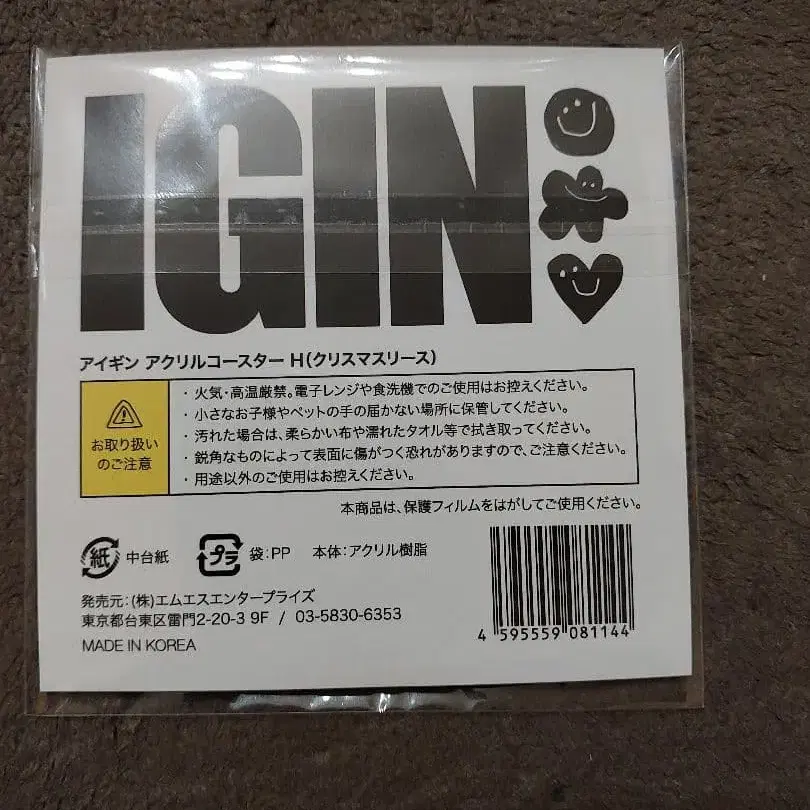 IGIN
アイギン アクリルコースター H(クリスマスリース)
お取り扱い
のご注意
・火気・高温厳禁。電子レンジや食洗機でのご使用はお控えください。
・小さなお子様やペットの手の届かない場所に保管してください。
・汚れた場合は、柔らかい布や濡れたタオル等で拭き取ってください。
・鋭角なものによって表面に傷がつく恐れがありますので、ご注意ください。
・用途以外のご使用はお控えください。
本商品は、保護フィルムをはがしてご使用ください。
紙 中台紙 プラ 袋:PP 本体:アクリル樹脂
発売元:(株)エムエスエンタープライズ
東京都台東区雷門2-20-3 9F / 03-5830-6353
MADE IN KOREA
4 595559 081144